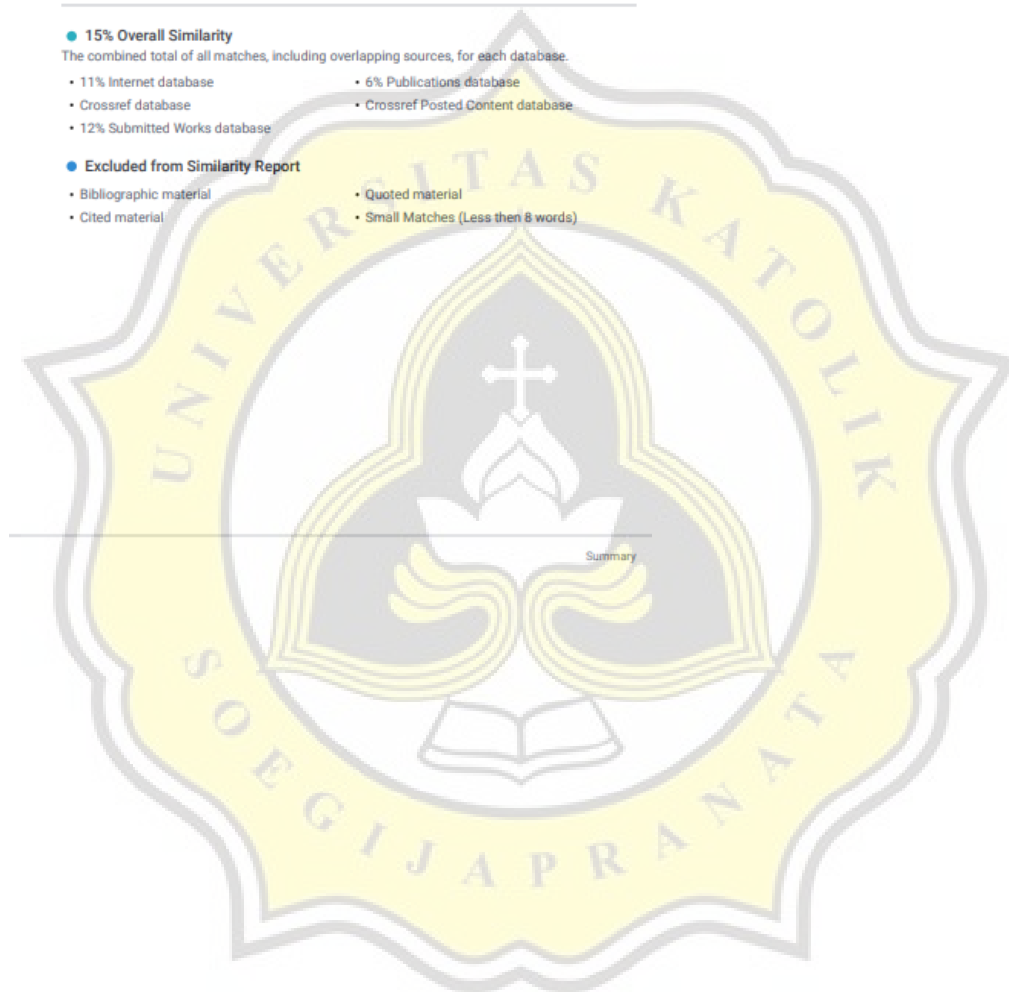 15% Overall Similarity
The combined total of all matches, including overlapping sources, for each database.
• 11% Internet database
• 6% Publications database
• Crossref database
• Crossref Posted Content database
• 12% Submitted Works database
Excluded from Similarity Report
• Bibliographic material
• Quoted material
• Cited material
• Small Matches (Less then 8 words)
UNIVERSITAS KATOLIK
Summary
SOEGIJAPRANATA